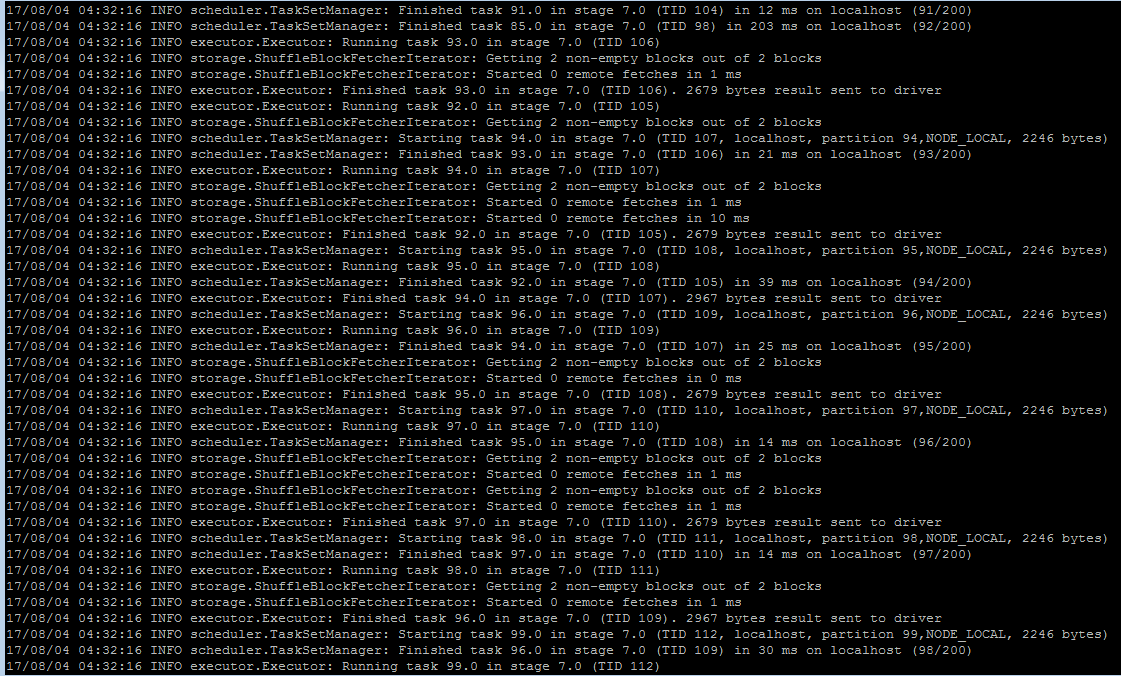 17/08/04 04:32:16 INFO scheduler.TaskSetManager: Finished task 91.0 in stage 7.0 (TID 104) in 12 ms on localhost (91/200)
17/08/04 04:32:16 INFO scheduler.TaskSetManager: Finished task 85.0 in stage 7.0 (TID 98) in 203 ms on localhost (92/200)
17/08/04 04:32:16 INFO executor.Executor: Running task 93.0 in stage 7.0 (TID 106)
17/08/04 04:32:16 INFO storage.ShuffleBlockFetcherIterator: Getting 2 non-empty blocks out of 2 blocks
17/08/04 04:32:16 INFO storage.ShuffleBlockFetcherIterator: Started 0 remote fetches in 1 ms
17/08/04 04:32:16 INFO executor.Executor: Finished task 93.0 in stage 7.0 (TID 106). 2679 bytes result sent to driver
17/08/04 04:32:16 INFO executor.Executor: Running task 92.0 in stage 7.0 (TID 105)
17/08/04 04:32:16 INFO storage.ShuffleBlockFetcherIterator: Getting 2 non-empty blocks out of 2 blocks
17/08/04 04:32:16 INFO scheduler.TaskSetManager: Starting task 94.0 in stage 7.0 (TID 107, localhost, partition 94,NODE_LOCAL, 2246 bytes)
17/08/04 04:32:16 INFO scheduler.TaskSetManager: Finished task 93.0 in stage 7.0 (TID 106) in 21 ms on localhost (93/200)
17/08/04 04:32:16 INFO executor.Executor: Running task 94.0 in stage 7.0 (TID 107)
17/08/04 04:32:16 INFO storage.ShuffleBlockFetcherIterator: Getting 2 non-empty blocks out of 2 blocks
17/08/04 04:32:16 INFO storage.ShuffleBlockFetcherIterator: Started 0 remote fetches in 1 ms
17/08/04 04:32:16 INFO storage.ShuffleBlockFetcherIterator: Started 0 remote fetches in 10 ms
17/08/04 04:32:16 INFO executor.Executor: Finished task 92.0 in stage 7.0 (TID 105). 2679 bytes result sent to driver
17/08/04 04:32:16 INFO scheduler.TaskSetManager: Starting task 95.0 in stage 7.0 (TID 108, localhost, partition 95,NODE_LOCAL, 2246 bytes)
17/08/04 04:32:16 INFO executor.Executor: Running task 95.0 in stage 7.0 (TID 108)
17/08/04 04:32:16 INFO scheduler.TaskSetManager: Finished task 92.0 in stage 7.0 (TID 105) in 39 ms on localhost (94/200)
17/08/04 04:32:16 INFO executor.Executor: Finished task 94.0 in stage 7.0 (TID 107). 2967 bytes result sent to driver
17/08/04 04:32:16 INFO scheduler.TaskSetManager: Starting task 96.0 in stage 7.0 (TID 109, localhost, partition 96,NODE_LOCAL, 2246 bytes)
17/08/04 04:32:16 INFO executor.Executor: Running task 96.0 in stage 7.0 (TID 109)
17/08/04 04:32:16 INFO scheduler.TaskSetManager: Finished task 94.0 in stage 7.0 (TID 107) in 25 ms on localhost (95/200)
17/08/04 04:32:16 INFO storage.ShuffleBlockFetcherIterator: Getting 2 non-empty blocks out of 2 blocks
17/08/04 04:32:16 INFO storage.ShuffleBlockFetcherIterator: Started 0 remote fetches in 0 ms
17/08/04 04:32:16 INFO executor.Executor: Finished task 95.0 in stage 7.0 (TID 108). 2679 bytes result sent to driver
17/08/04 04:32:16 INFO scheduler.TaskSetManager: Starting task 97.0 in stage 7.0 (TID 110, localhost, partition 97,NODE_LOCAL, 2246 bytes)
17/08/04 04:32:16 INFO executor.Executor: Running task 97.0 in stage 7.0 (TID 110)
17/08/04 04:32:16 INFO scheduler.TaskSetManager: Finished task 95.0 in stage 7.0 (TID 108) in 14 ms on localhost (96/200)
17/08/04 04:32:16 INFO storage.ShuffleBlockFetcherIterator: Getting 2 non-empty blocks out of 2 blocks
17/08/04 04:32:16 INFO storage.ShuffleBlockFetcherIterator: Started 0 remote fetches in 1 ms
17/08/04 04:32:16 INFO storage.ShuffleBlockFetcherIterator: Getting 2 non-empty blocks out of 2 blocks
17/08/04 04:32:16 INFO storage.ShuffleBlockFetcherIterator: Started 0 remote fetches in 1 ms
17/08/04 04:32:16 INFO executor.Executor: Finished task 97.0 in stage 7.0 (TID 110). 2679 bytes result sent to driver
17/08/04 04:32:16 INFO scheduler.TaskSetManager: Starting task 98.0 in stage 7.0 (TID 111, localhost, partition 98,NODE_LOCAL, 2246 bytes)
17/08/04 04:32:16 INFO scheduler.TaskSetManager: Finished task 97.0 in stage 7.0 (TID 110) in 14 ms on localhost (97/200)
17/08/04 04:32:16 INFO executor.Executor: Running task 98.0 in stage 7.0 (TID 111)
17/08/04 04:32:16 INFO storage.ShuffleBlockFetcherIterator: Getting 2 non-empty blocks out of 2 blocks
17/08/04 04:32:16 INFO storage.ShuffleBlockFetcherIterator: Started 0 remote fetches in 1 ms
17/08/04 04:32:16 INFO executor.Executor: Finished task 96.0 in stage 7.0 (TID 109). 2967 bytes result sent to driver
17/08/04 04:32:16 INFO scheduler.TaskSetManager: Starting task 99.0 in stage 7.0 (TID 112, localhost, partition 99,NODE_LOCAL, 2246 bytes)
17/08/04 04:32:16 INFO scheduler.TaskSetManager: Finished task 96.0 in stage 7.0 (TID 109) in 30 ms on localhost (98/200)
17/08/04 04:32:16 INFO executor.Executor: Running task 99.0 in stage 7.0 (TID 112)